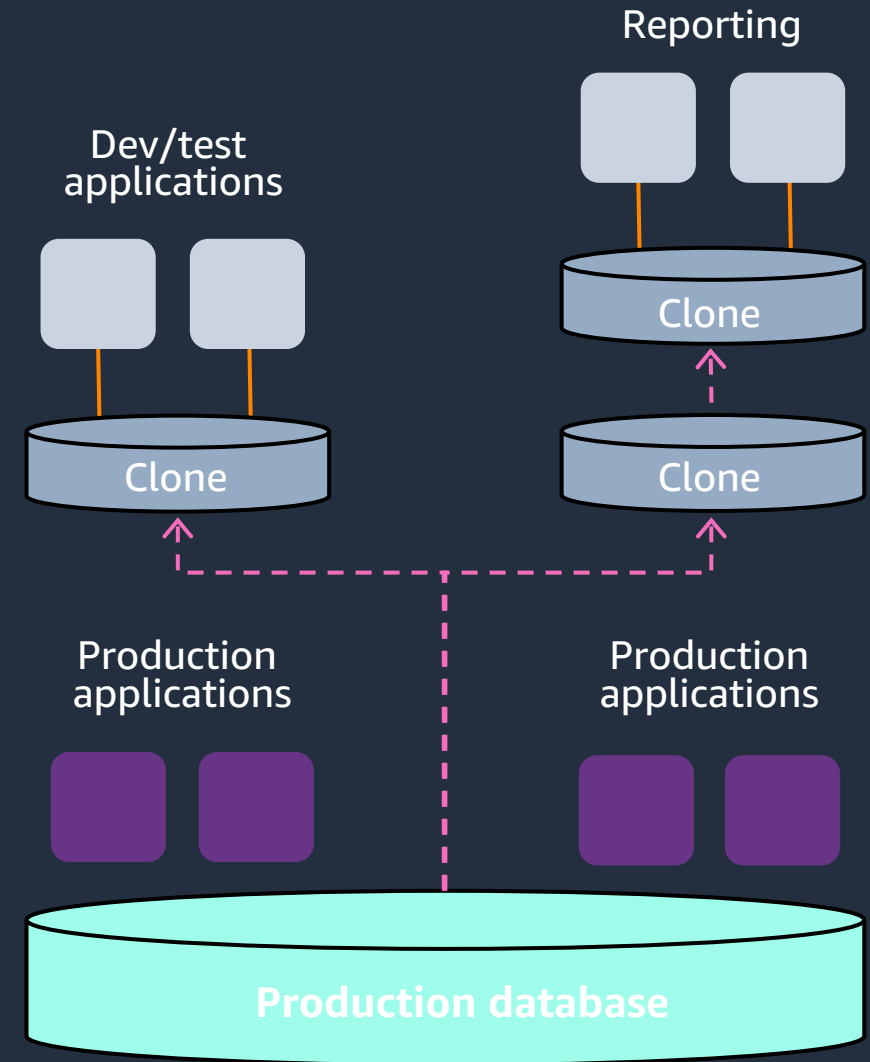 Reporting
Dev/test
applications
Clone
Clone
Clone
Production
applications
Production
applications
Production database